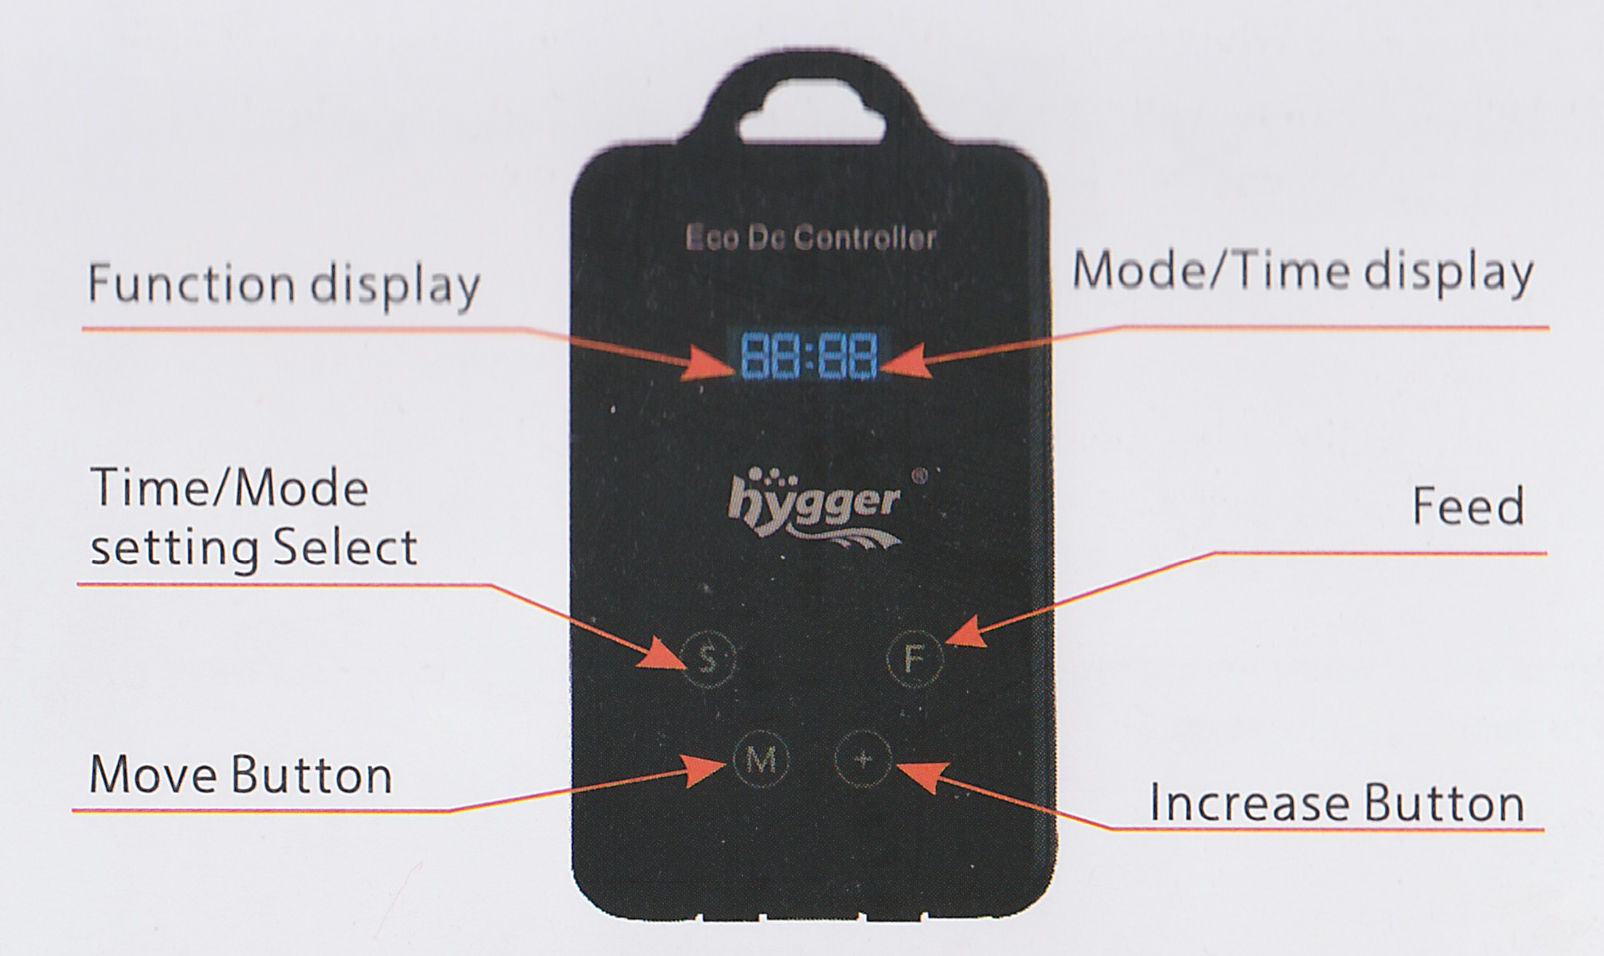 Eco Dc Controller
Function display
Mode/Time display
88:88
hygger®
Time/Mode
setting Select
Feed
S
F
Move Button
M
+
Increase Button